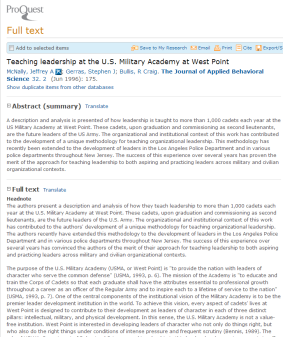 ProQuest
Full text
Add to selected items
Save to My Research Email Print Cite Export/S
Teaching leadership at the U.S. Military Academy at West Point
McNally, Jeffrey A; Gerras, Stephen J; Bullis, R Craig. The Journal of Applied Behavioral
Science 32. 2 (Jun 1996): 175.
Show duplicate items from other databases
Abstract (summary) Translate
A description and analysis is presented of how leadership is taught to more than 1,000 cadets each year at the
US Military Academy at West Point. These cadets, upon graduation and commissioning as second lieutenants,
are the future leaders of the US Army. The organizational and institutional context of this work has contributed
to the development of a unique methodology for teaching organizational leadership. This methodology has
recently been extended to the development of leaders in the Los Angeles Police Department and in various
police departments throughout New Jersey. The success of this experience over several years has proven the
merit of the approach for teaching leadership to both aspiring and practicing leaders across military and civilian
organizational contexts.
Full text Translate
Headnote
The authors present a description and analysis of how they teach leadership to more than 1,000 cadets each
year at the U.S. Military Academy at West Point. These cadets, upon graduation and commissioning as second
lieutenants, are the future leaders of the U.S. Army. The organizational and institutional context of this work
has contributed to the authors' development of a unique methodology for teaching organizational leadership.
The authors recently have extended this methodology to the development of leaders in the Los Angeles Police
Department and in various police departments throughout New Jersey. The success of this experience over
several years has convinced the authors of the merit of their approach for teaching leadership to both aspiring
and practicing leaders across military and civilian organizational contexts.
The purpose of the U.S. Military Academy (USMA, or West Point) is "to provide the nation with leaders of
character who serve the common defense" (USMA, 1993, p. 6). The mission of the Academy is "to educate and
train the Corps of Cadets so that each graduate shall have the attributes essential to professional growth
throughout a career as an officer of the Regular Army and to inspire each to a lifetime of service to the nation"
(USMA, 1993, p. 7). One of the central components of the institutional vision of the Military Academy is to be the
premier leader development institution in the world. To achieve this vision, every aspect of cadets' lives at
West Point is designed to contribute to their development as leaders of character in each of three distinct
pillars: intellectual, military, and physical development. In this sense, the U.S. Military Academy is not a value-
free institution. West Point is interested in developing leaders of character who not only do things right, but
who also do the right things under conditions of intense pressure and frequent scrutiny (Bennis, 1989). The